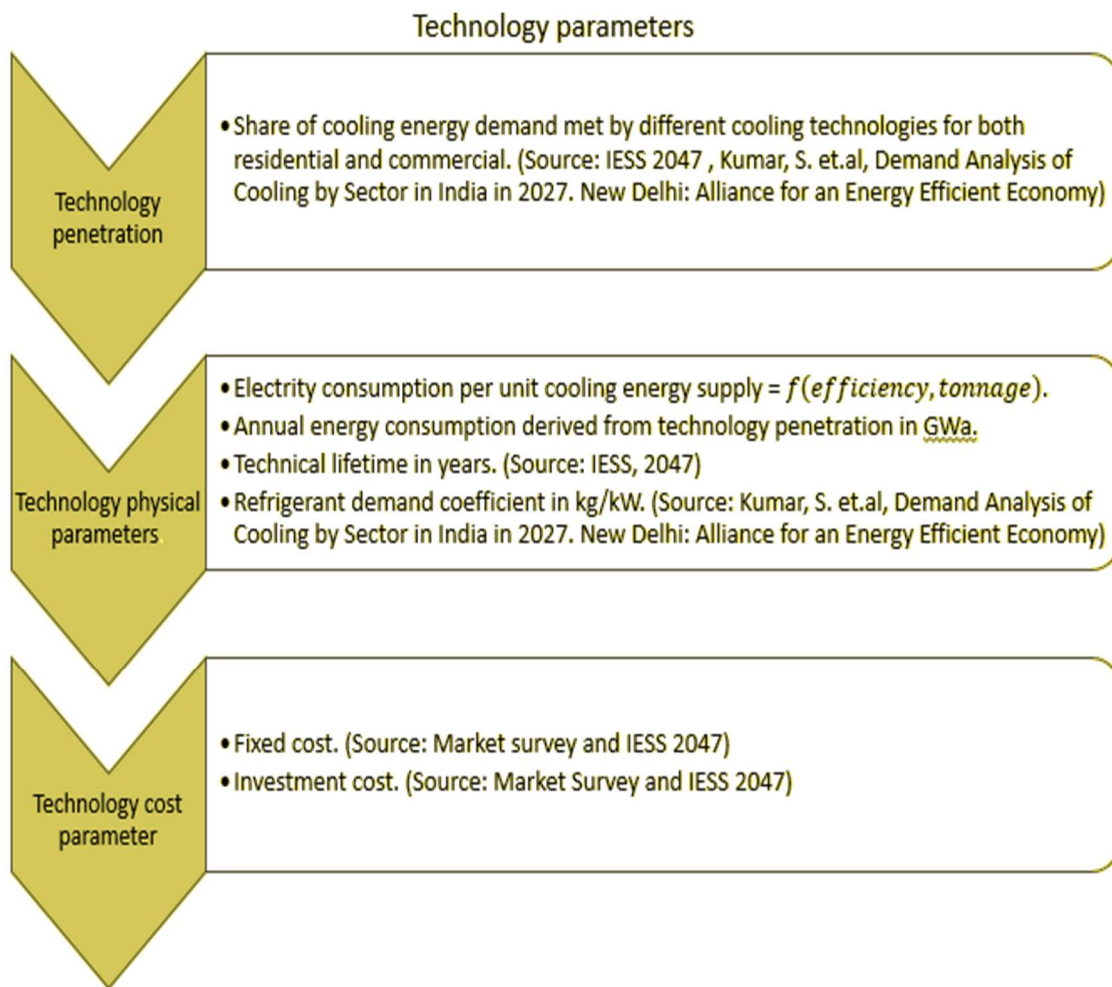 Technology parameters
Technology
penetration
•Share of cooling energy demand met by different cooling technologies for both
residential and commercial. (Source: IESS 2047 , Kumar, S. et.al, Demand Analysis of
Cooling by Sector in India in 2027. New Delhi: Alliance for an Energy Efficient Economy)
Technology physical
parameters.
•Electrity consumption per unit cooling energy supply = f(efficiency, tonnage).
•Annual energy consumption derived from technology penetration in GWa.
•Technical lifetime in years. (Source: IESS, 2047)
•Refrigerant demand coefficient in kg/kW. (Source: Kumar, S. et.al, Demand Analysis of
Cooling by Sector in India in 2027. New Delhi: Alliance for an Energy Efficient Economy)
Technology cost
parameter
•Fixed cost. (Source: Market survey and IESS 2047)
•Investment cost. (Source: Market Survey and IESS 2047)